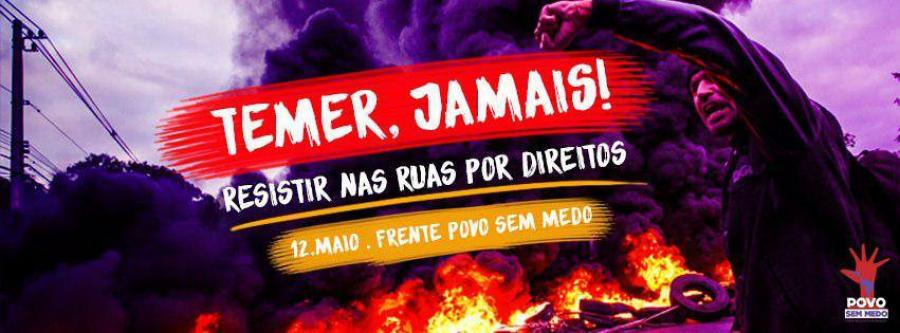 TEMER, JAMAIS!
RESISTIR NAS RUAS POR DIREITOS
12.MAIO . FRENTE POVO SEM MEDO
POVO
SEM MEDO